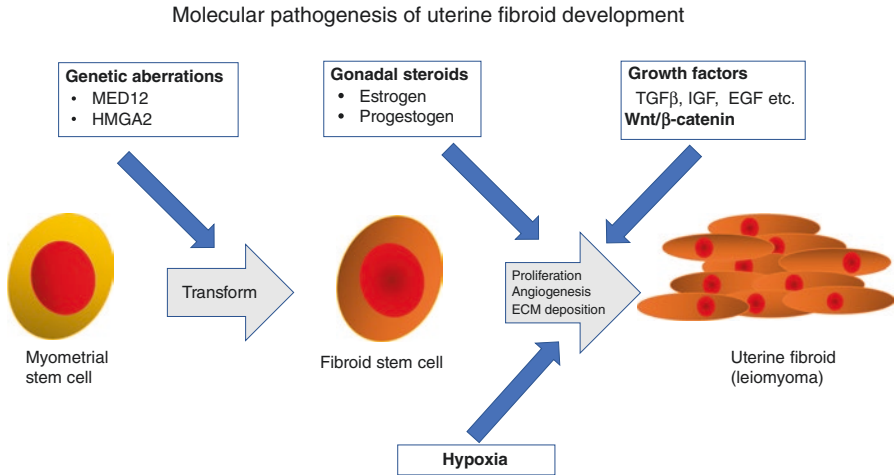 Molecular pathogenesis of uterine fibroid development
Genetic aberrations
• MED12
• HMGA2
Gonadal steroids
• Estrogen
• Progestogen
Growth factors
TGFβ, IGF, EGF etc.
Wnt/β-catenin
Transform
Proliferation
Angiogenesis
ECM deposition
Myometrial
stem cell
Fibroid stem cell
Uterine fibroid
(leiomyoma)
Hypoxia